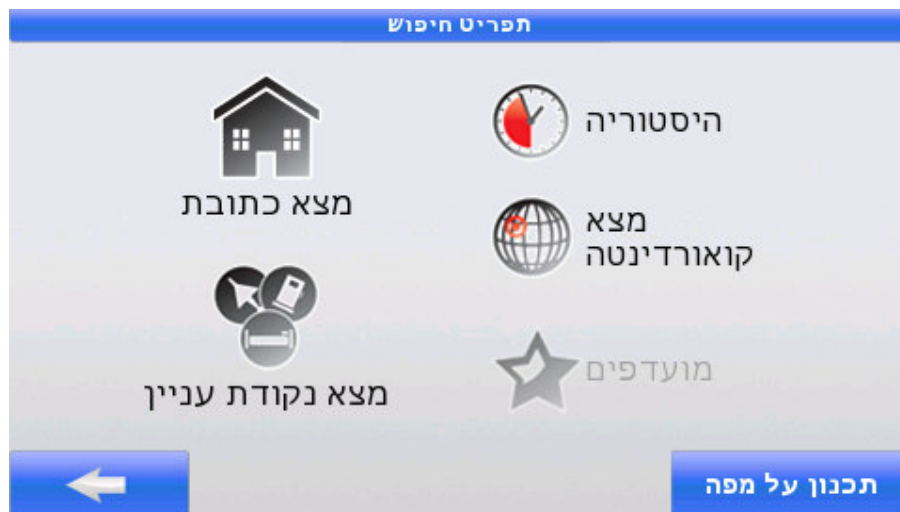 תפריט חיפוש
היסטוריה
מצא כתובת
מצא
קואורדינטה
מועדפים
מצא נקודת עניין
תכנון על מפה